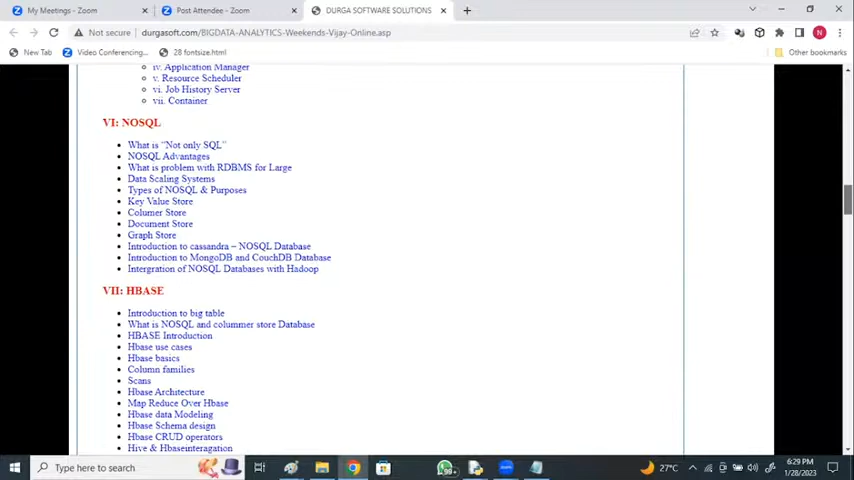 My Meetings - Zoom
Post Attendee - Zoom
DURGA SOFTWARE SOLUTIONS
Not secure
durgasoft.com/BIGDATA-ANALYTICS-Weekends-Vijay-Online.asp
N
New Tab
Video Conferencing...
28 fontsize.html
Other bookmarks
iv. Application Manager
v. Resource Scheduler
vi. Job History Server
vii. Container
VI: NOSQL
What is “Not only SQL”
NOSQL Advantages
What is problem with RDBMS for Large
Data Scaling Systems
Types of NOSQL & Purposes
Key Value Store
Columer Store
Document Store
Graph Store
Introduction to cassandra – NOSQL Database
Introduction to MongoDB and CouchDB Database
Intergration of NOSQL Databases with Hadoop
VII: HBASE
Introduction to big table
What is NOSQL and colummer store Database
HBASE Introduction
Hbase use cases
Hbase basics
Column families
Scans
Hbase Architecture
Map Reduce Over Hbase
Hbase data Modeling
Hbase Schema design
Hbase CRUD operators
Hive & Hbaseinteragation
Type here to search
99+
27°C
6:29 PM
1/28/2023